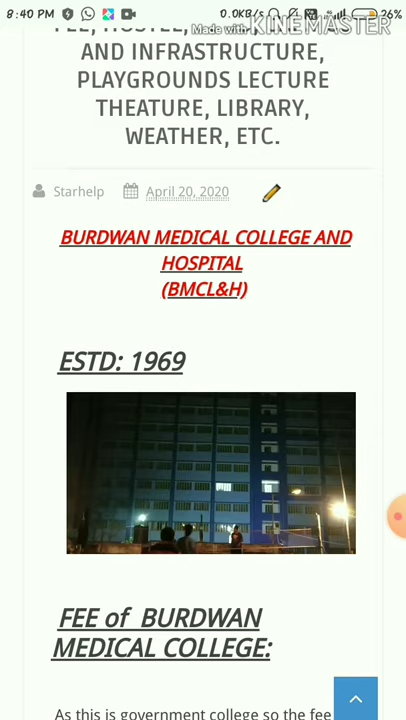 8:40 PM
0.0KB/s
26%
Made with KINEMASTER
AND INFRASTRUCTURE,
PLAYGROUNDS LECTURE
THEATURE, LIBRARY,
WEATHER, ETC.
Starhelp April 20, 2020
BURDWAN MEDICAL COLLEGE AND
HOSPITAL
(BMCL&H)
ESTD: 1969
FEE of BURDWAN
MEDICAL COLLEGE:
As this is government college so the fee